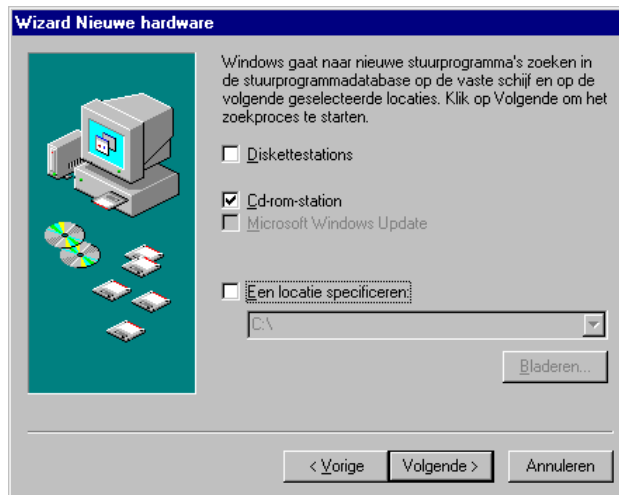 Wizard Nieuwe hardware
Windows gaat naar nieuwe stuurprogramma's zoeken in
de stuurprogrammadatabase op de vaste schijf en op de
volgende geselecteerde locaties. Klik op Volgende om het
zoekproces te starten.
Diskettestations
Cd-rom-station
Microsoft Windows Update
Een locatie specificeren:
C:\
Bladeren...
< Vorige
Volgende >
Annuleren